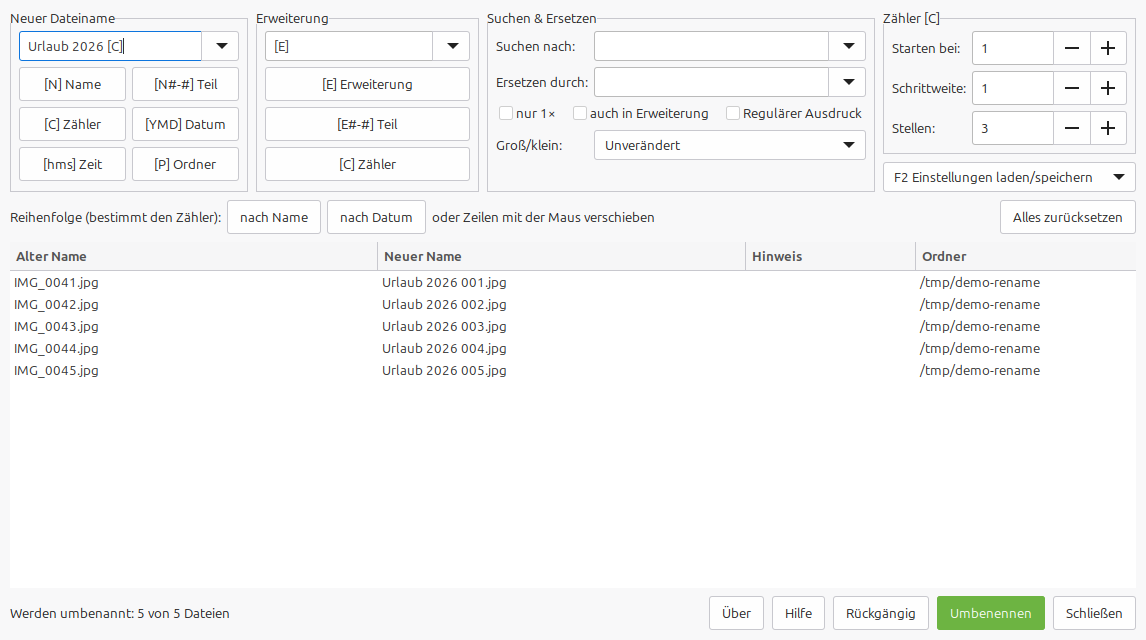 Neuer Dateiname Erweiterung Suchen & Ersetzen Zähler [C]
Urlaub 2026 [C] [E] Suchen nach: Starten bei: 1
[N] Name [N#-#] Teil [E] Erweiterung Ersetzen durch: Schrittweite: 1
[C] Zähler [YMD] Datum [E#-#] Teil nur 1× auch in Erweiterung Regulärer Ausdruck Stellen: 3
[hms] Zeit [P] Ordner [C] Zähler Groß/klein: Unverändert
F2 Einstellungen laden/speichern
Reihenfolge (bestimmt den Zähler): nach Name nach Datum oder Zeilen mit der Maus verschieben Alles zurücksetzen
Alter Name Neuer Name Hinweis Ordner
IMG_0041.jpg Urlaub 2026 001.jpg /tmp/demo-rename
IMG_0042.jpg Urlaub 2026 002.jpg /tmp/demo-rename
IMG_0043.jpg Urlaub 2026 003.jpg /tmp/demo-rename
IMG_0044.jpg Urlaub 2026 004.jpg /tmp/demo-rename
IMG_0045.jpg Urlaub 2026 005.jpg /tmp/demo-rename
Werden umbenannt: 5 von 5 Dateien Über Hilfe Rückgängig Umbenennen Schließen